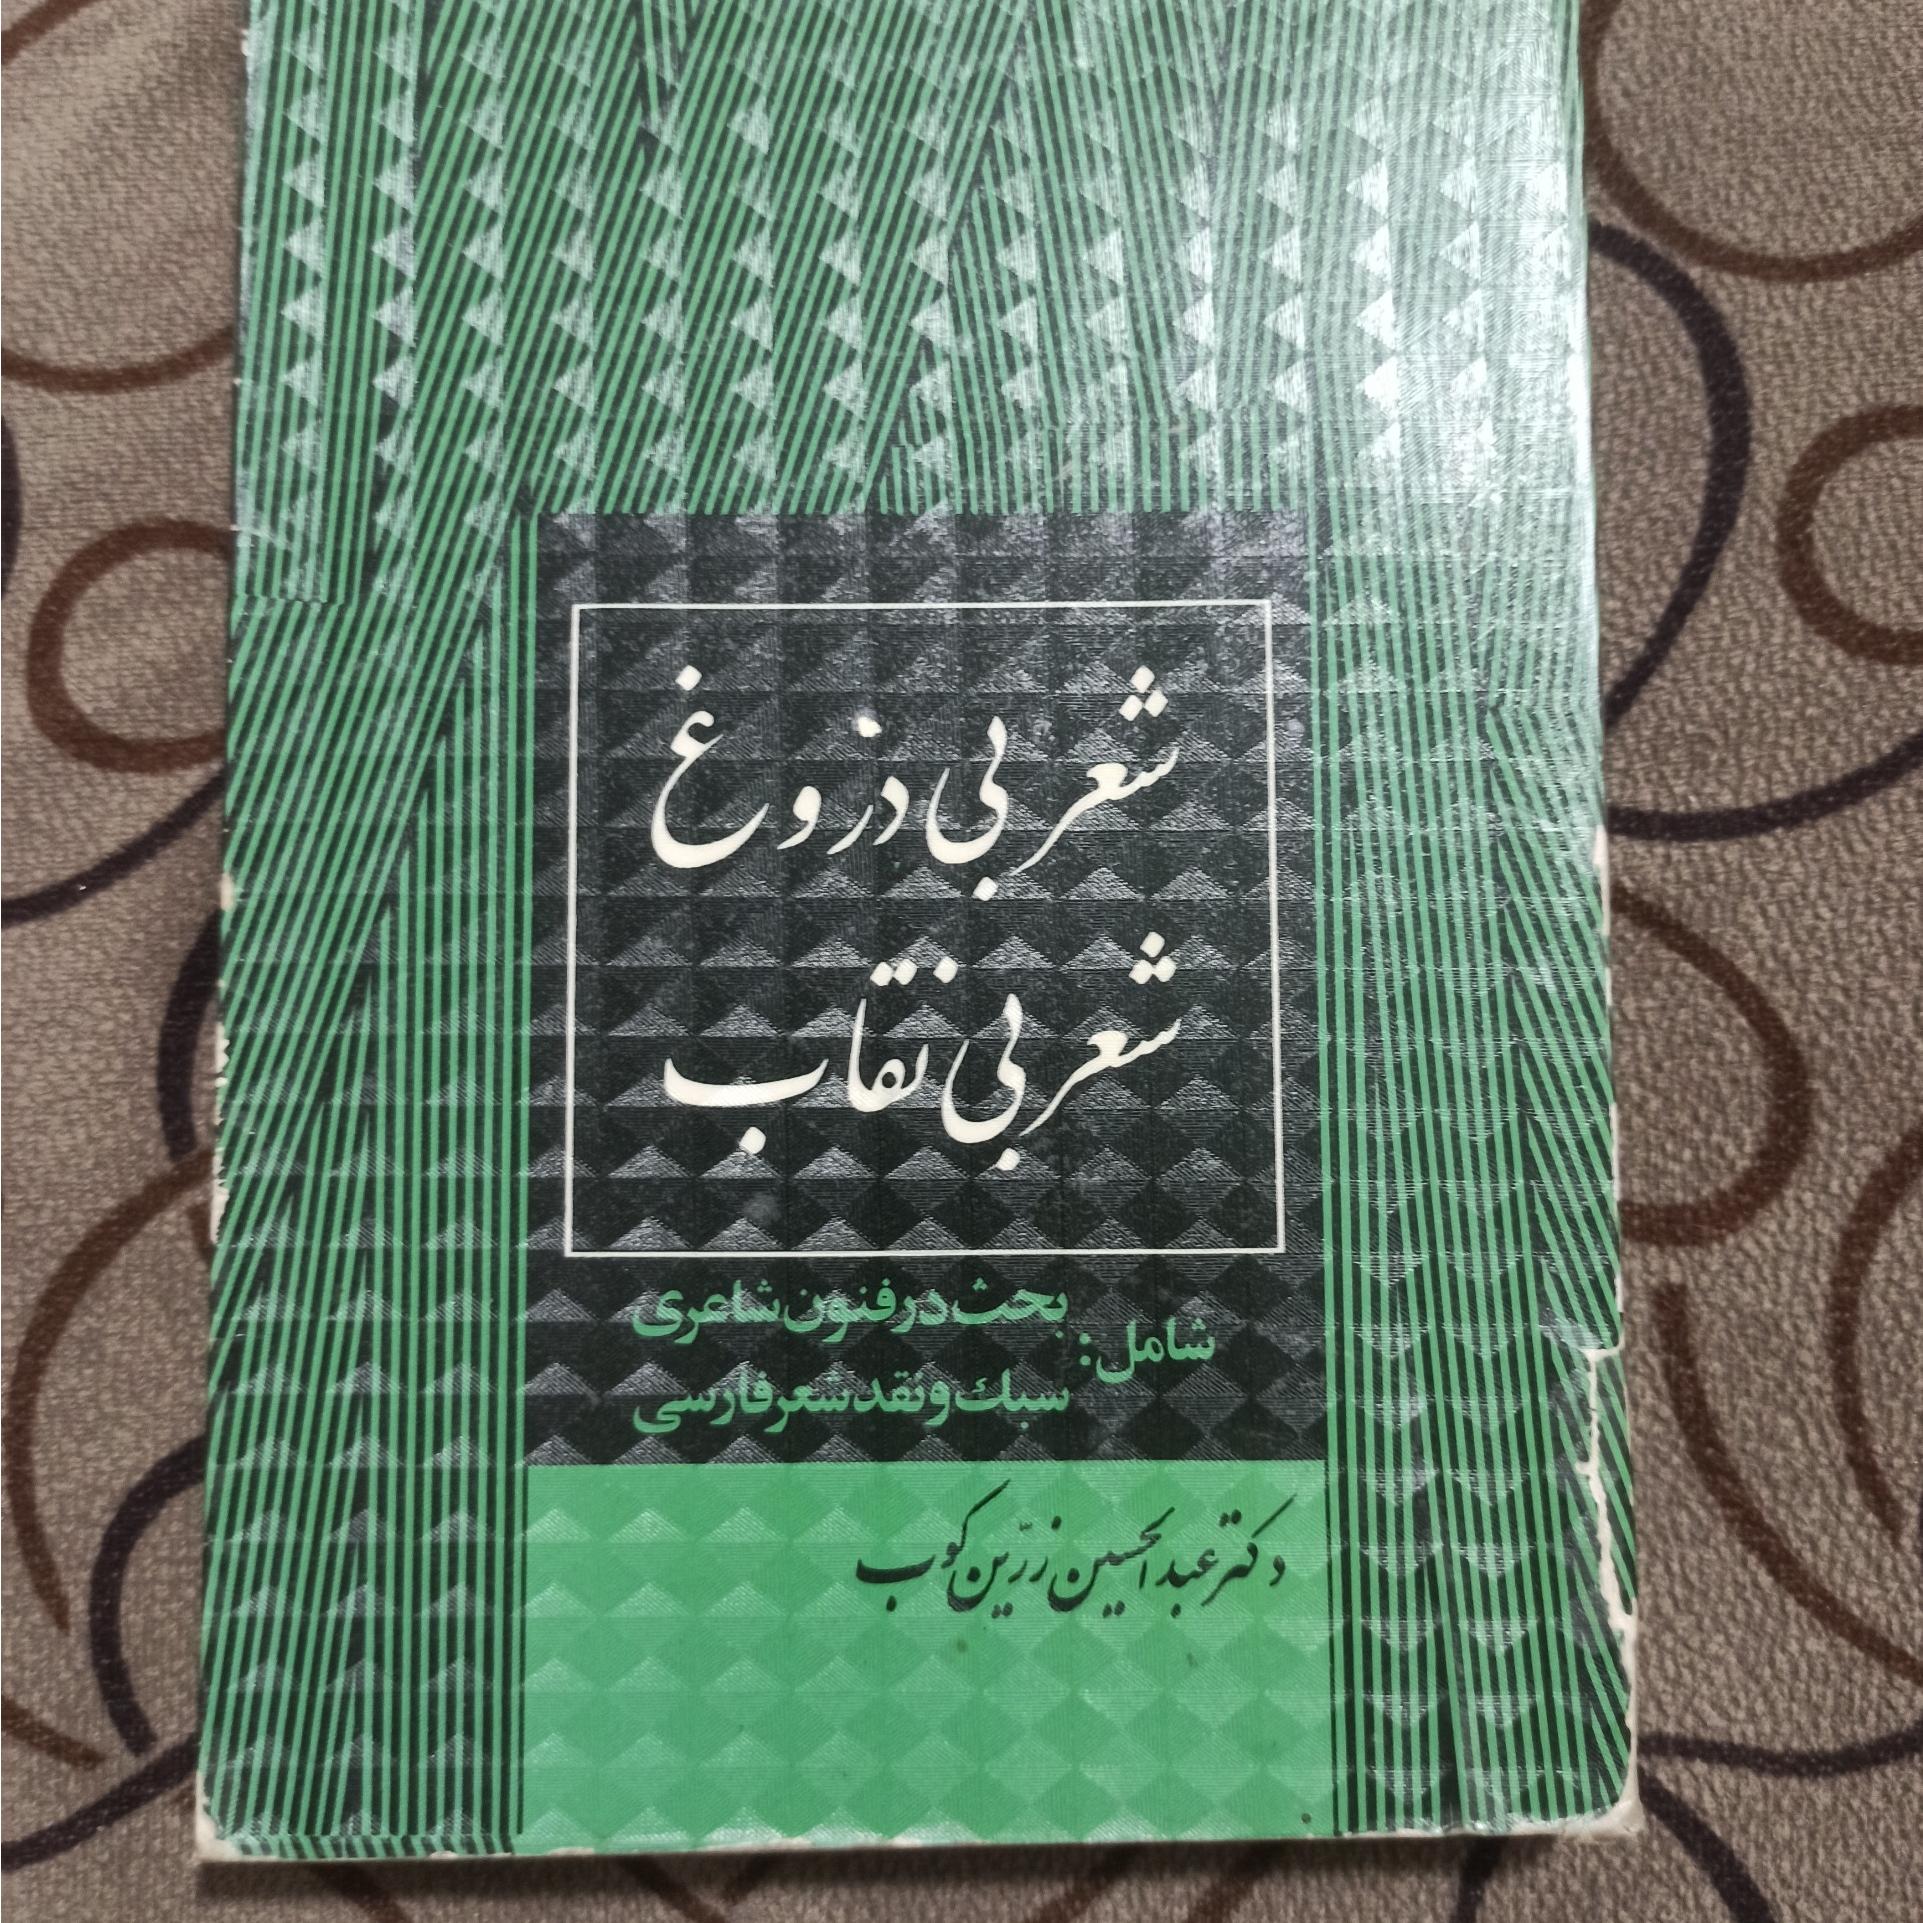 شعر بی دروغ
شعر بی نقاب
شامل:
بحث در فنون شاعری
سبك و نقد شعر فارسی
دکتر عبدالحسین زرّین کوب